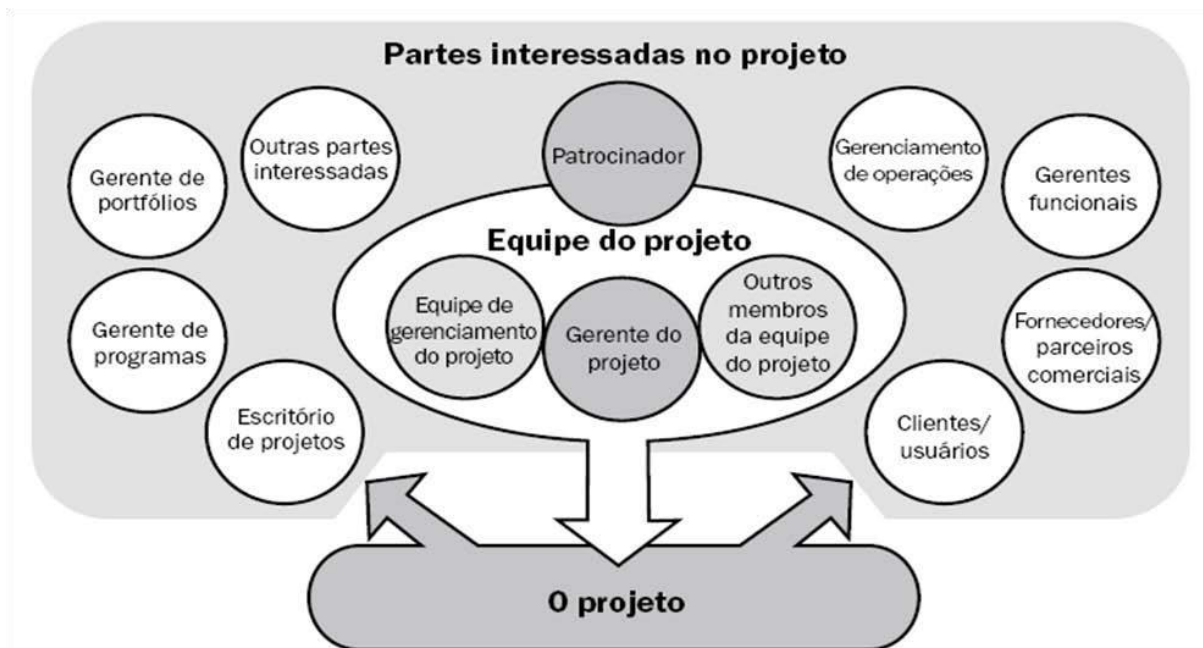 Partes interessadas no projeto
Outras partes
interessadas
Patrocinador
Gerenciamento
de operações
Gerente de
portfólios
Gerentes
funcionais
Equipe do projeto
Equipe de
gerenciamento
do projeto
Gerente do
projeto
Outros
membros
da equipe
do projeto
Gerente de
programas
Fornecedores/
parceiros
comerciais
Escritório
de projetos
Clientes/
usuários
O projeto